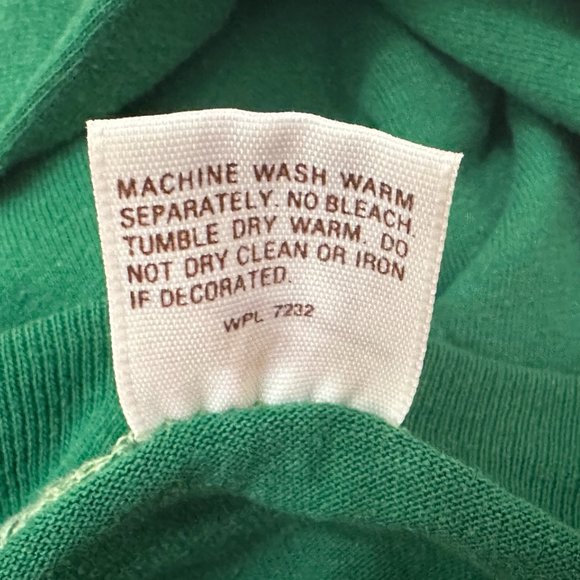 MACHINE WASH WARM
SEPARATELY. NO BLEACH.
TUMBLE DRY WARM. DO
NOT DRY CLEAN OR IRON
IF DECORATED.
WPL 7232